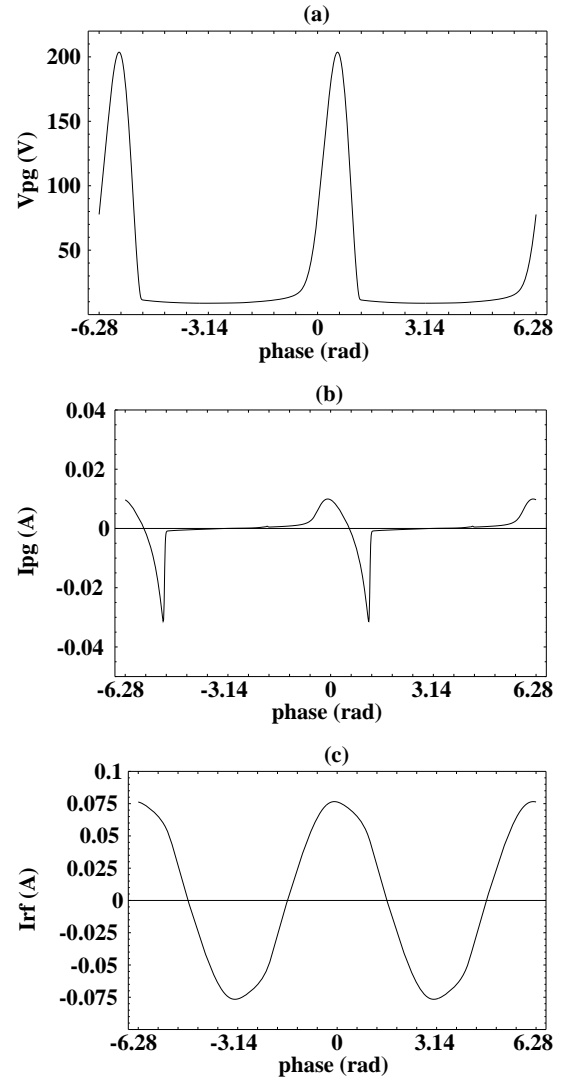 (a)
200
150
100
50
Vpg (V)
-6.28 -3.14 0 3.14 6.28
phase (rad)
(b)
0.04
0.02
0
-0.02
-0.04
Ipg (A)
-6.28 -3.14 0 3.14 6.28
phase (rad)
(c)
0.1
0.075
0.05
0.025
0
-0.025
-0.05
-0.075
Irf (A)
-6.28 -3.14 0 3.14 6.28
phase (rad)